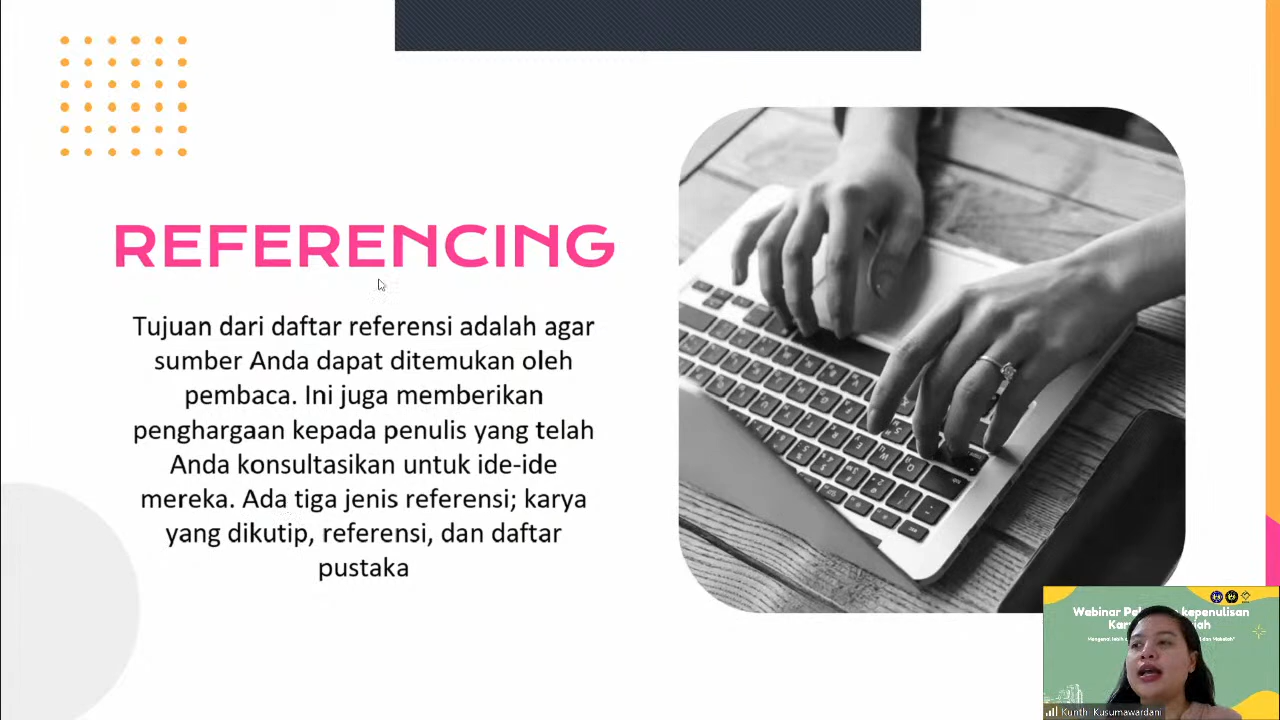 REFERENCING
Tujuan dari daftar referensi adalah agar
sumber Anda dapat ditemukan oleh
pembaca. Ini juga memberikan
penghargaan kepada penulis yang telah
Anda konsultasikan untuk ide-ide
mereka. Ada tiga jenis referensi; karya
yang dikutip, referensi, dan daftar
pustaka
Webinar kepenulisan
Kunthi Kusumawardani